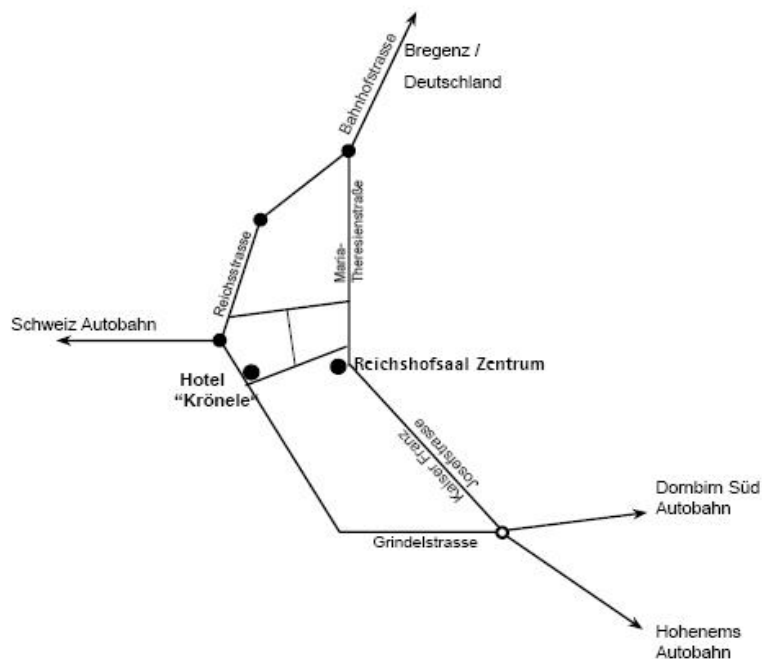 Bregenz /
Deutschland
Bahnhofstrasse
Maria-
Theresienstraße
Reichsstrasse
Schweiz Autobahn
Reichshofsaal Zentrum
Hotel
“Krönele“
Kaiser Franz
Josefstrasse
Dornbirn Süd
Autobahn
Grindelstrasse
Hohenems
Autobahn